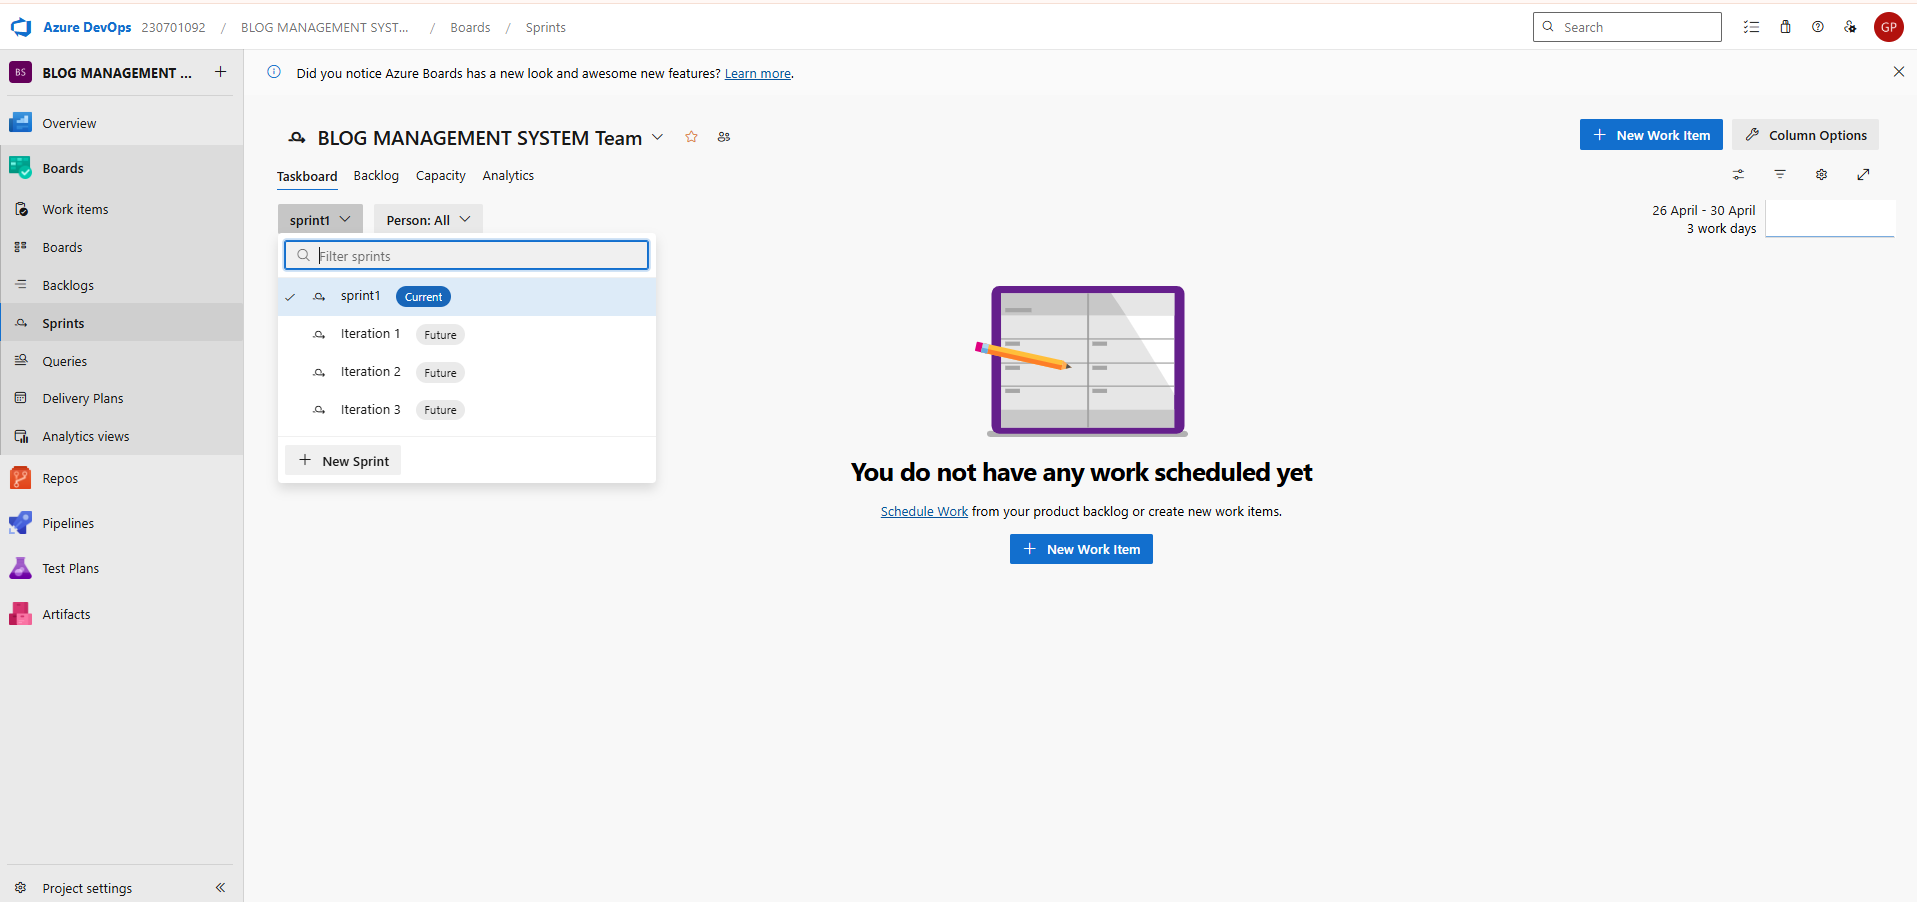 Azure DevOps 230701092 / BLOG MANAGEMENT SYST... / Boards / Sprints
Search
GP
BS BLOG MANAGEMENT ...
Did you notice Azure Boards has a new look and awesome new features? Learn more.
Overview
Boards
Work items
Boards
Backlogs
Sprints
Queries
Delivery Plans
Analytics views
Repos
Pipelines
Test Plans
Artifacts
Project settings
BLOG MANAGEMENT SYSTEM Team
New Work Item
Column Options
Taskboard Backlog Capacity Analytics
sprint1
Person: All
26 April - 30 April
3 work days
Filter sprints
sprint1 Current
Iteration 1 Future
Iteration 2 Future
Iteration 3 Future
New Sprint
You do not have any work scheduled yet
Schedule Work from your product backlog or create new work items.
New Work Item